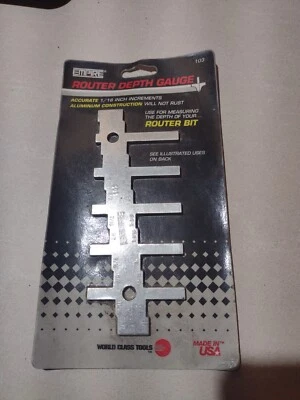 EMPIRE
103
ROUTER DEPTH GAUGE
ACCURATE 1/16 INCH INCREMENTS
ALUMINUM CONSTRUCTION WILL NOT RUST
USE FOR MEASURING
THE DEPTH OF YOUR...
ROUTER BIT
SEE ILLUSTRATED USES
ON BACK
WORLD CLASS TOOLS
MADE IN
USA